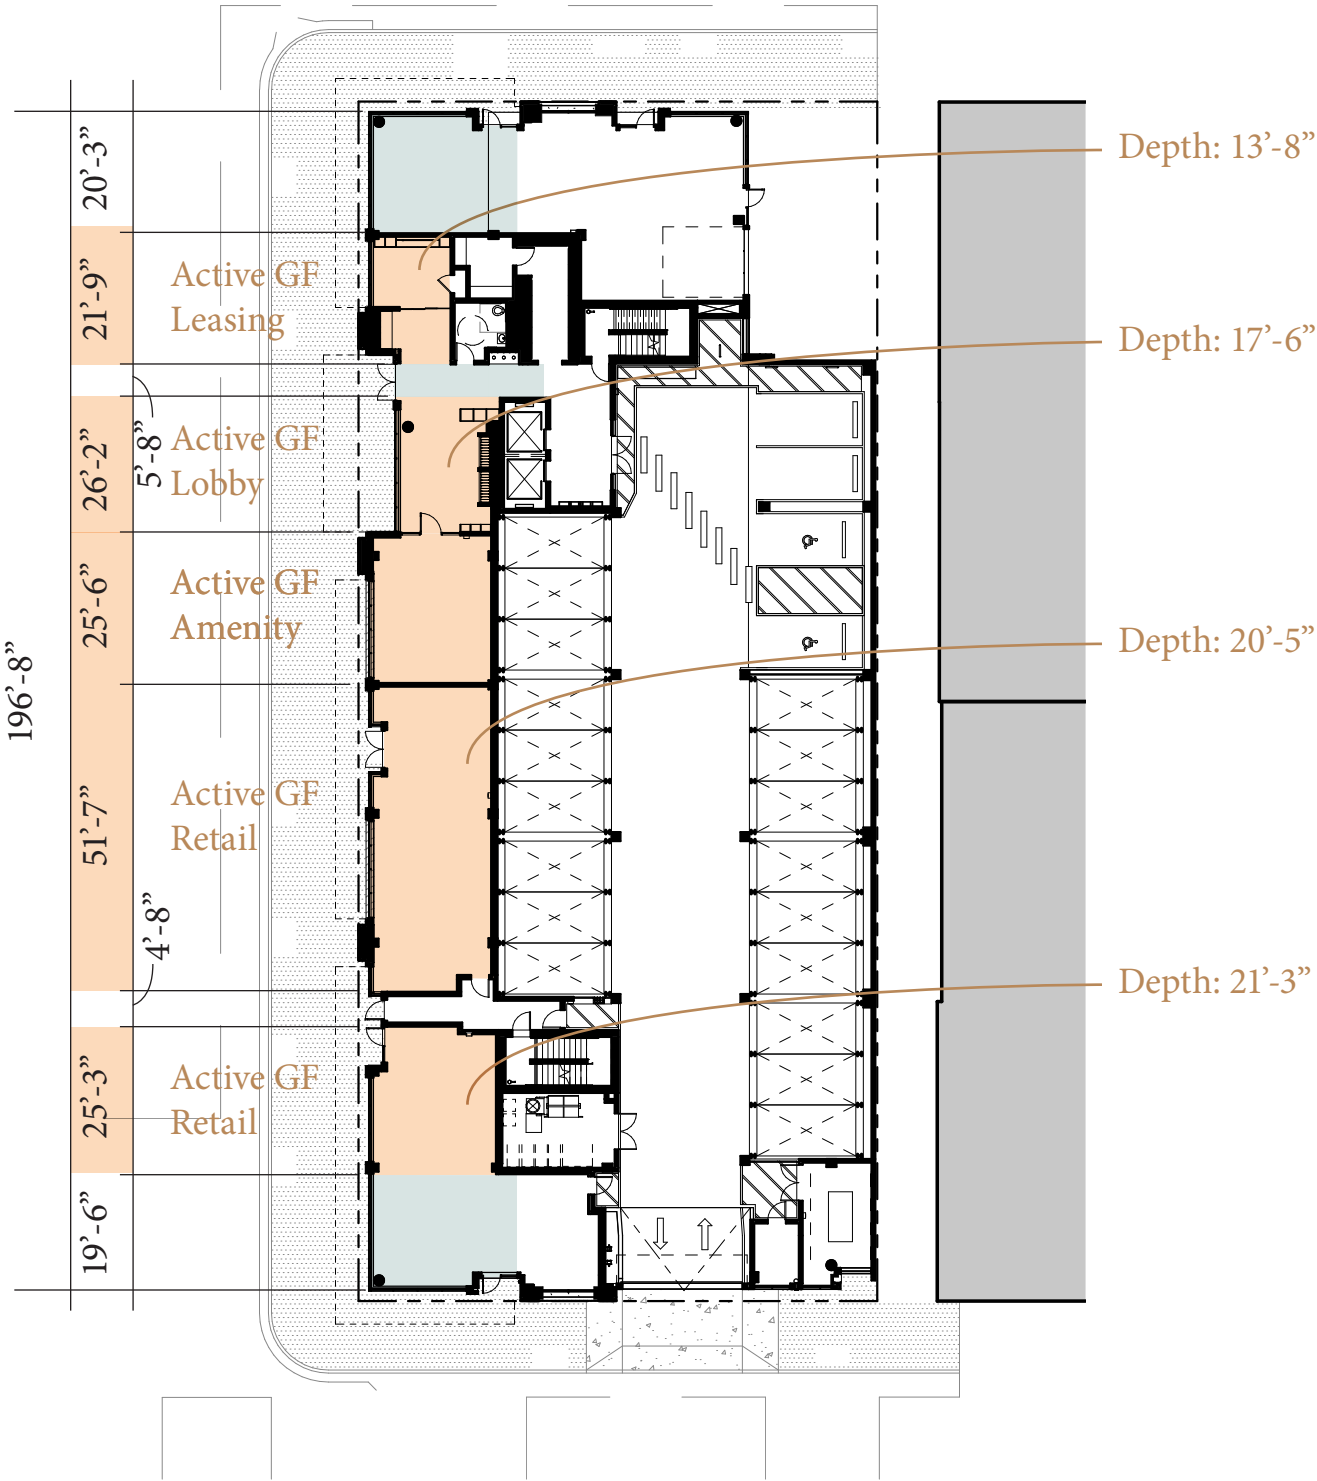 20’-3”
21’-9”
5’-8”
26’-2”
25’-6”
196’-8”
51’-7”
4’-8”
25’-3”
19’-6”
Active GF
Leasing
Active GF
Lobby
Active GF
Amenity
Active GF
Retail
Active GF
Retail
Depth: 13’-8”
Depth: 17’-6”
Depth: 20’-5”
Depth: 21’-3”